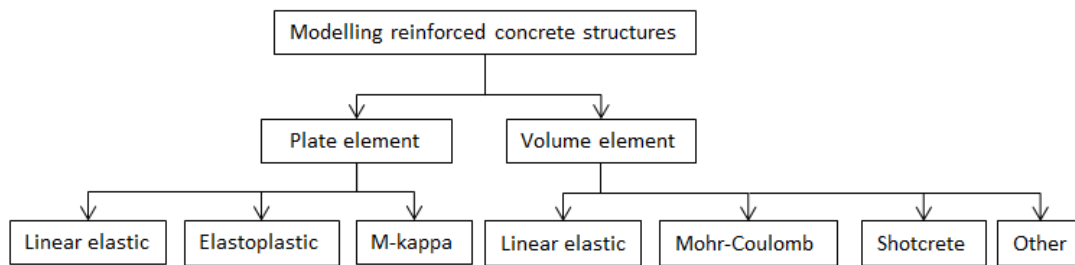 Modelling reinforced concrete structures
Plate element
Volume element
Linear elastic
Elastoplastic
M-kappa
Linear elastic
Mohr-Coulomb
Shotcrete
Other